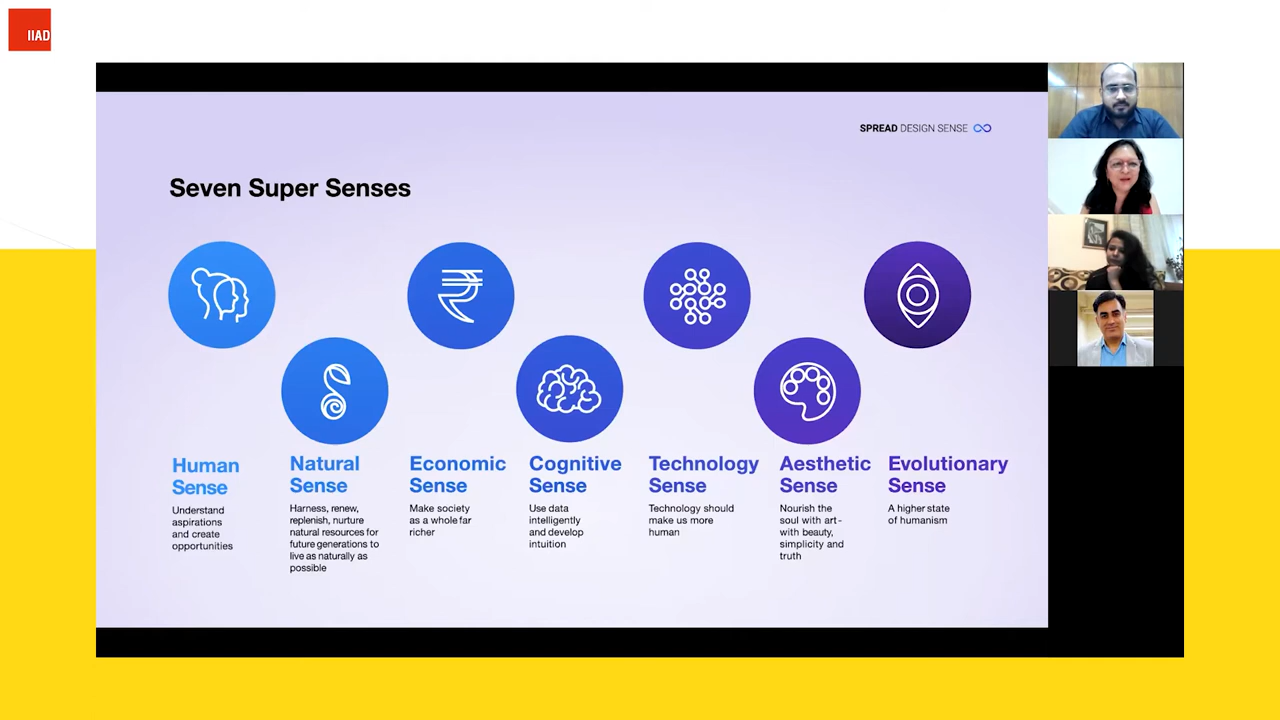 IIAD
SPREAD DESIGN SENSE
Seven Super Senses
Human
Sense
Understand
aspirations
and create
opportunities
Natural
Sense
Harness, renew,
replenish, nurture
natural resources for
future generations to
live as naturally as
possible
Economic
Sense
Make society
as a whole far
richer
Cognitive
Sense
Use data
intelligently
and develop
intuition
Technology
Sense
Technology should
make us more
human
Aesthetic
Sense
Nourish the
soul with art-
with beauty,
simplicity and
truth
Evolutionary
Sense
A higher state
of humanism